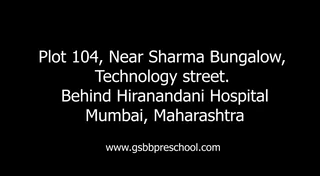 Plot 104, Near Sharma Bungalow,
Technology street.
Behind Hiranandani Hospital
Mumbai, Maharashtra
www.gsbbpreschool.com